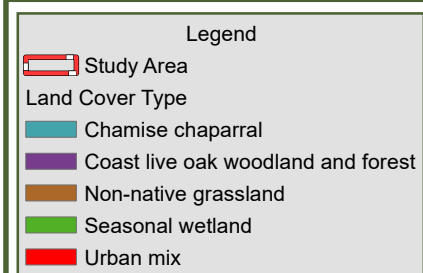 Legend
Study Area
Land Cover Type
Chamise chaparral
Coast live oak woodland and forest
Non-native grassland
Seasonal wetland
Urban mix